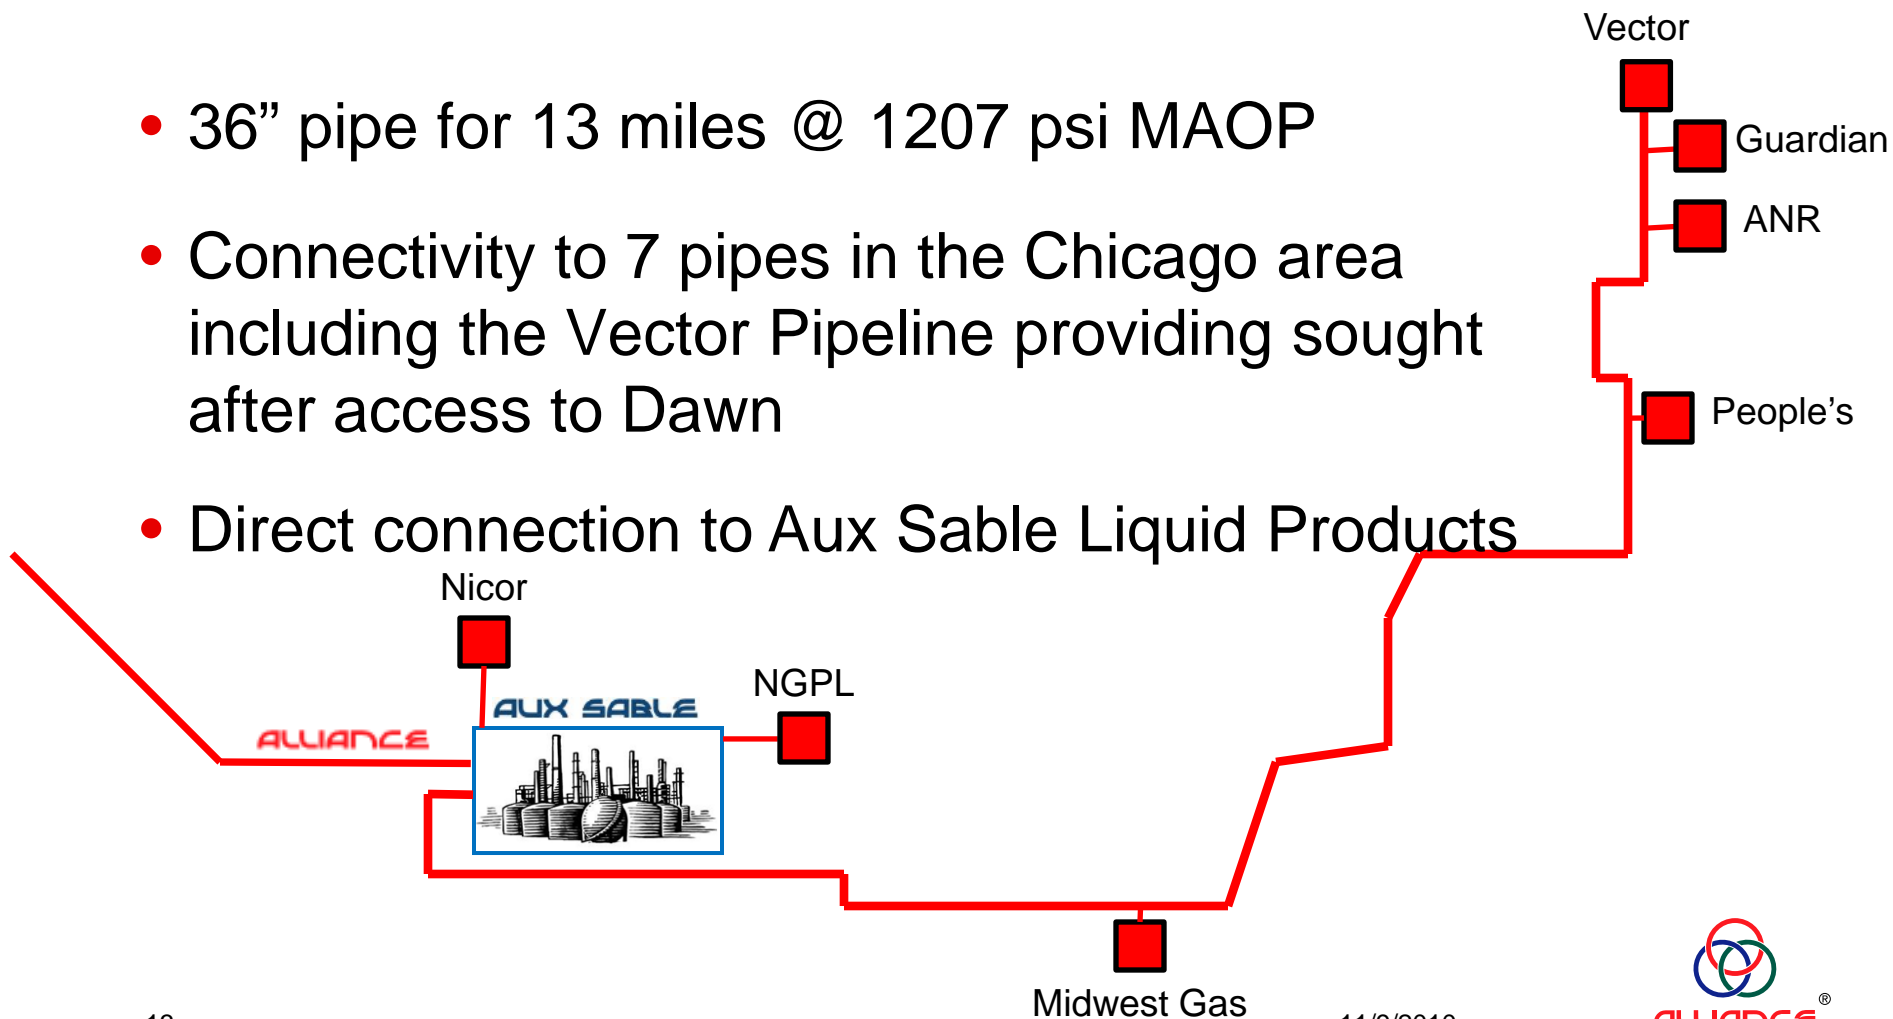 Vector
• 36” pipe for 13 miles @ 1207 psi MAOP
Guardian
ANR
• Connectivity to 7 pipes in the Chicago area
including the Vector Pipeline providing sought
after access to Dawn
People’s
• Direct connection to Aux Sable Liquid Products
Nicor
NGPL
AUX SABLE
ALLIANCE
Midwest Gas
ALLIANCE ®